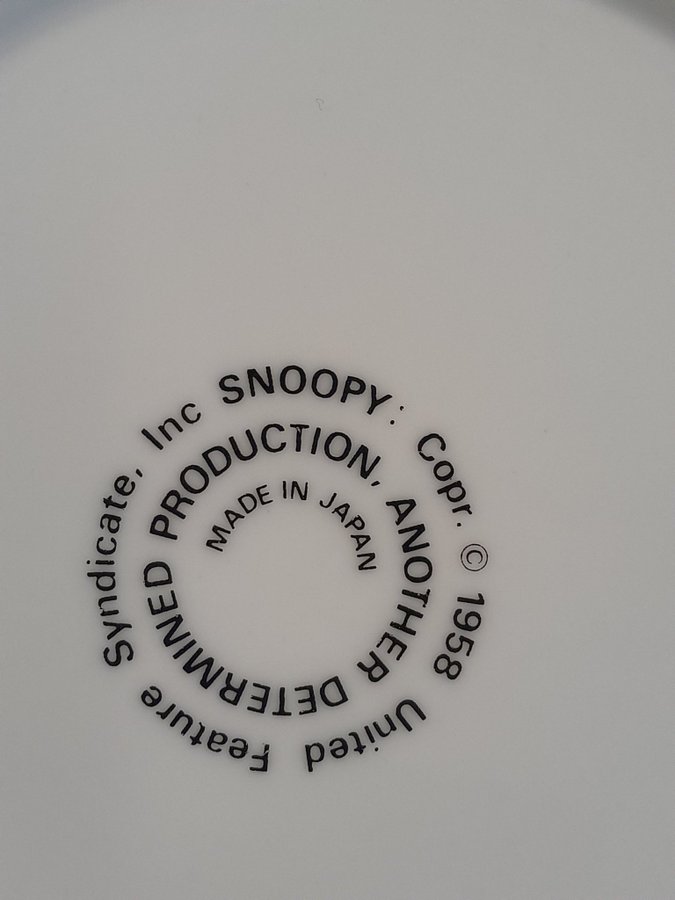 SNOOPY: Copr. © 1958 United Feature Syndicate, Inc
ANOTHER DETERMINED PRODUCTION,
MADE IN JAPAN